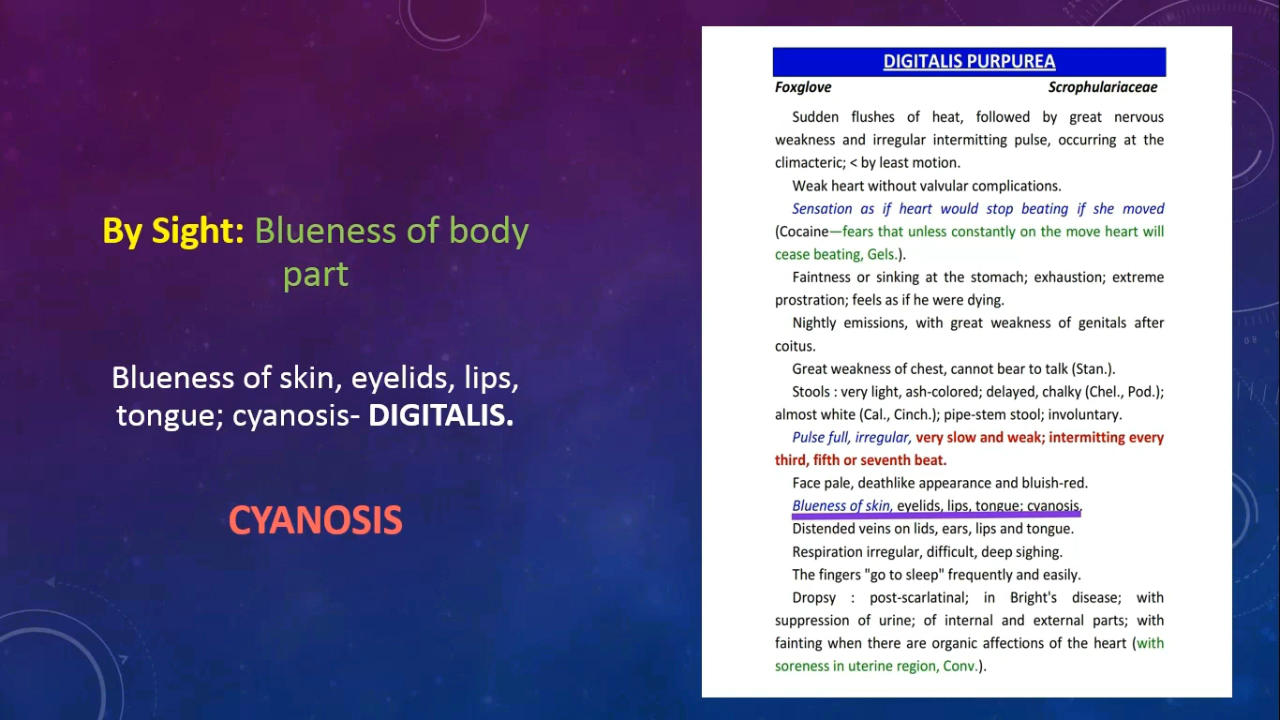 By Sight: Blueness of body
part
Blueness of skin, eyelids, lips,
tongue; cyanosis- DIGITALIS.
CYANOSIS
DIGITALIS PURPUREA
Foxglove Scrophulariaceae
Sudden flushes of heat, followed by great nervous
weakness and irregular intermitting pulse, occurring at the
climacteric; < by least motion.
Weak heart without valvular complications.
Sensation as if heart would stop beating if she moved
(Cocaine—fears that unless constantly on the move heart will
cease beating, Gels.).
Faintness or sinking at the stomach; exhaustion; extreme
prostration; feels as if he were dying.
Nightly emissions, with great weakness of genitals after
coitus.
Great weakness of chest, cannot bear to talk (Stan.).
Stools : very light, ash-colored; delayed, chalky (Chel., Pod.);
almost white (Cal., Cinch.); pipe-stem stool; involuntary.
Pulse full, irregular, very slow and weak; intermitting every
third, fifth or seventh beat.
Face pale, deathlike appearance and bluish-red.
Blueness of skin, eyelids, lips, tongue; cyanosis.
Distended veins on lids, ears, lips and tongue.
Respiration irregular, difficult, deep sighing.
The fingers "go to sleep" frequently and easily.
Dropsy : post-scarlatinal; in Bright's disease; with
suppression of urine; of internal and external parts; with
fainting when there are organic affections of the heart (with
soreness in uterine region, Conv.).